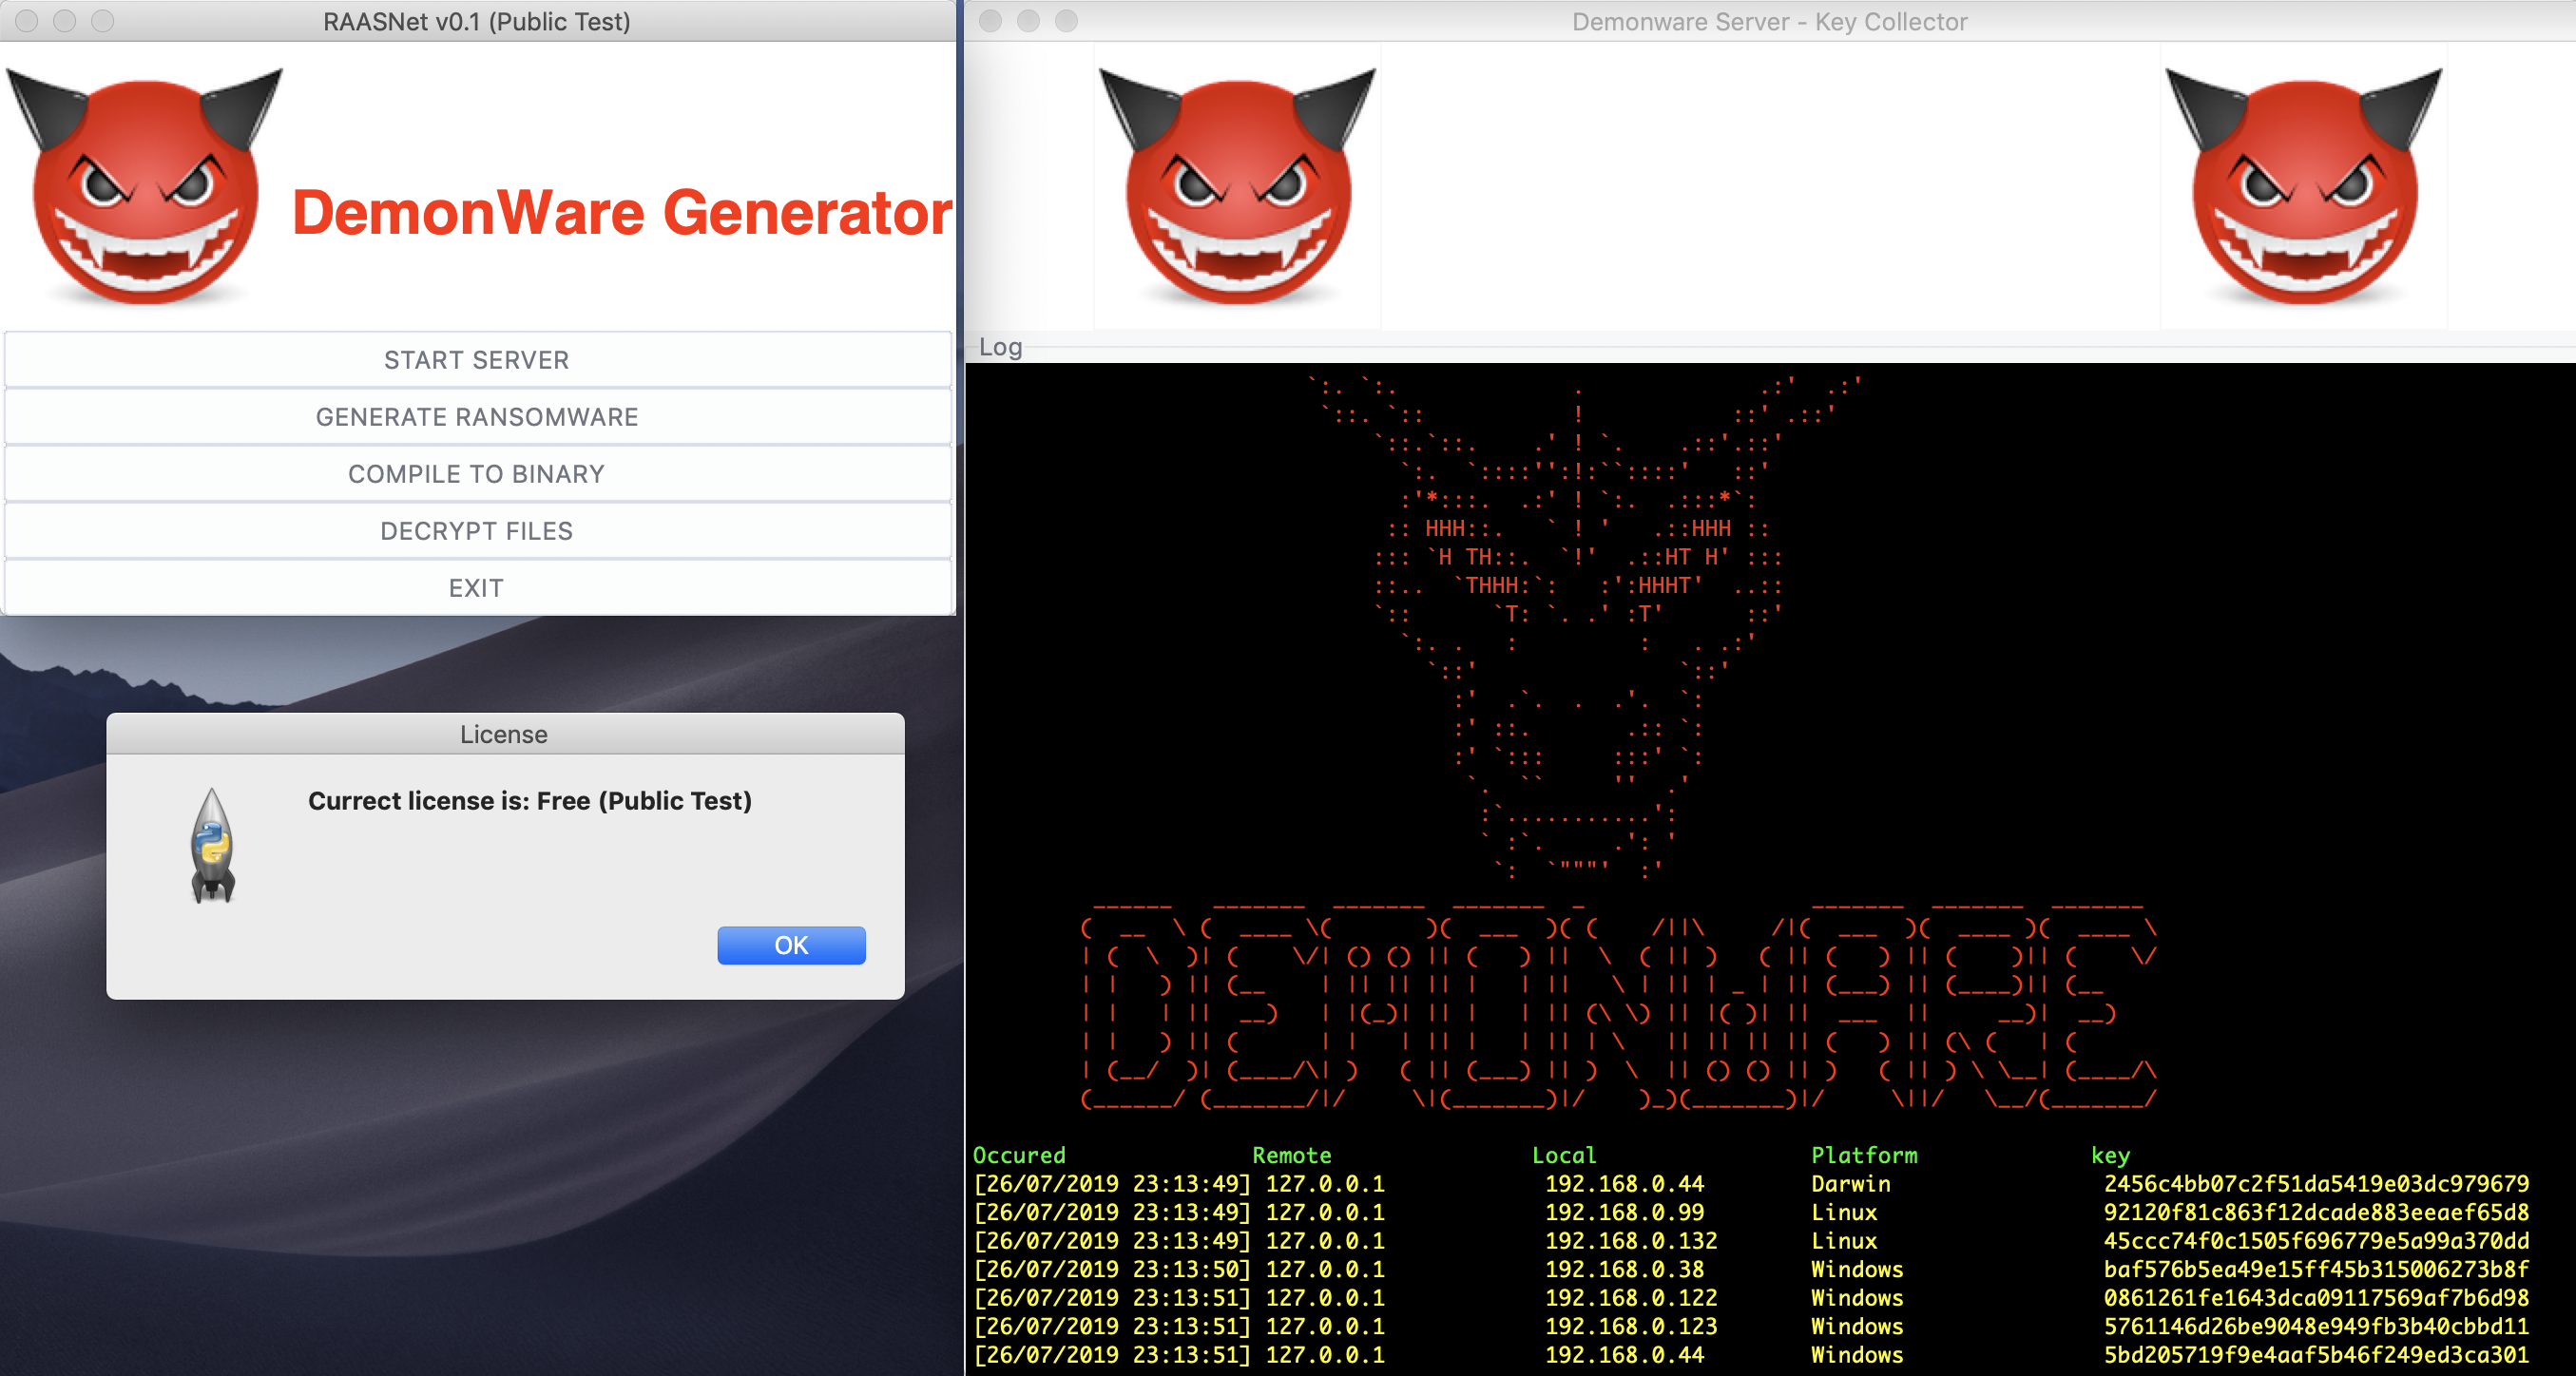 RAASNet v0.1 (Public Test)
DemonWare Generator
START SERVER
GENERATE RANSOMWARE
COMPILE TO BINARY
DECRYPT FILES
EXIT
License
Currect license is: Free (Public Test)
OK
Demonware Server - Key Collector
Log
DEMONWARE
Occured Remote Local Platform key
[26/07/2019 23:13:49] 127.0.0.1 192.168.0.44 Darwin 2456c4bb07c2f51da5419e03dc979679
[26/07/2019 23:13:49] 127.0.0.1 192.168.0.99 Linux 92120f81c863f12dcade883eeaef65d8
[26/07/2019 23:13:49] 127.0.0.1 192.168.0.132 Linux 45ccc74f0c1505f696779e5a99a370dd
[26/07/2019 23:13:50] 127.0.0.1 192.168.0.38 Windows baf576b5ea49e15ff45b315006273b8f
[26/07/2019 23:13:51] 127.0.0.1 192.168.0.122 Windows 0861261fe1643dca09117569af7b6d98
[26/07/2019 23:13:51] 127.0.0.1 192.168.0.123 Windows 5761146d26be9048e949fb3b40cbbd11
[26/07/2019 23:13:51] 127.0.0.1 192.168.0.44 Windows 5bd205719f9e4aaf5b46f249ed3ca301